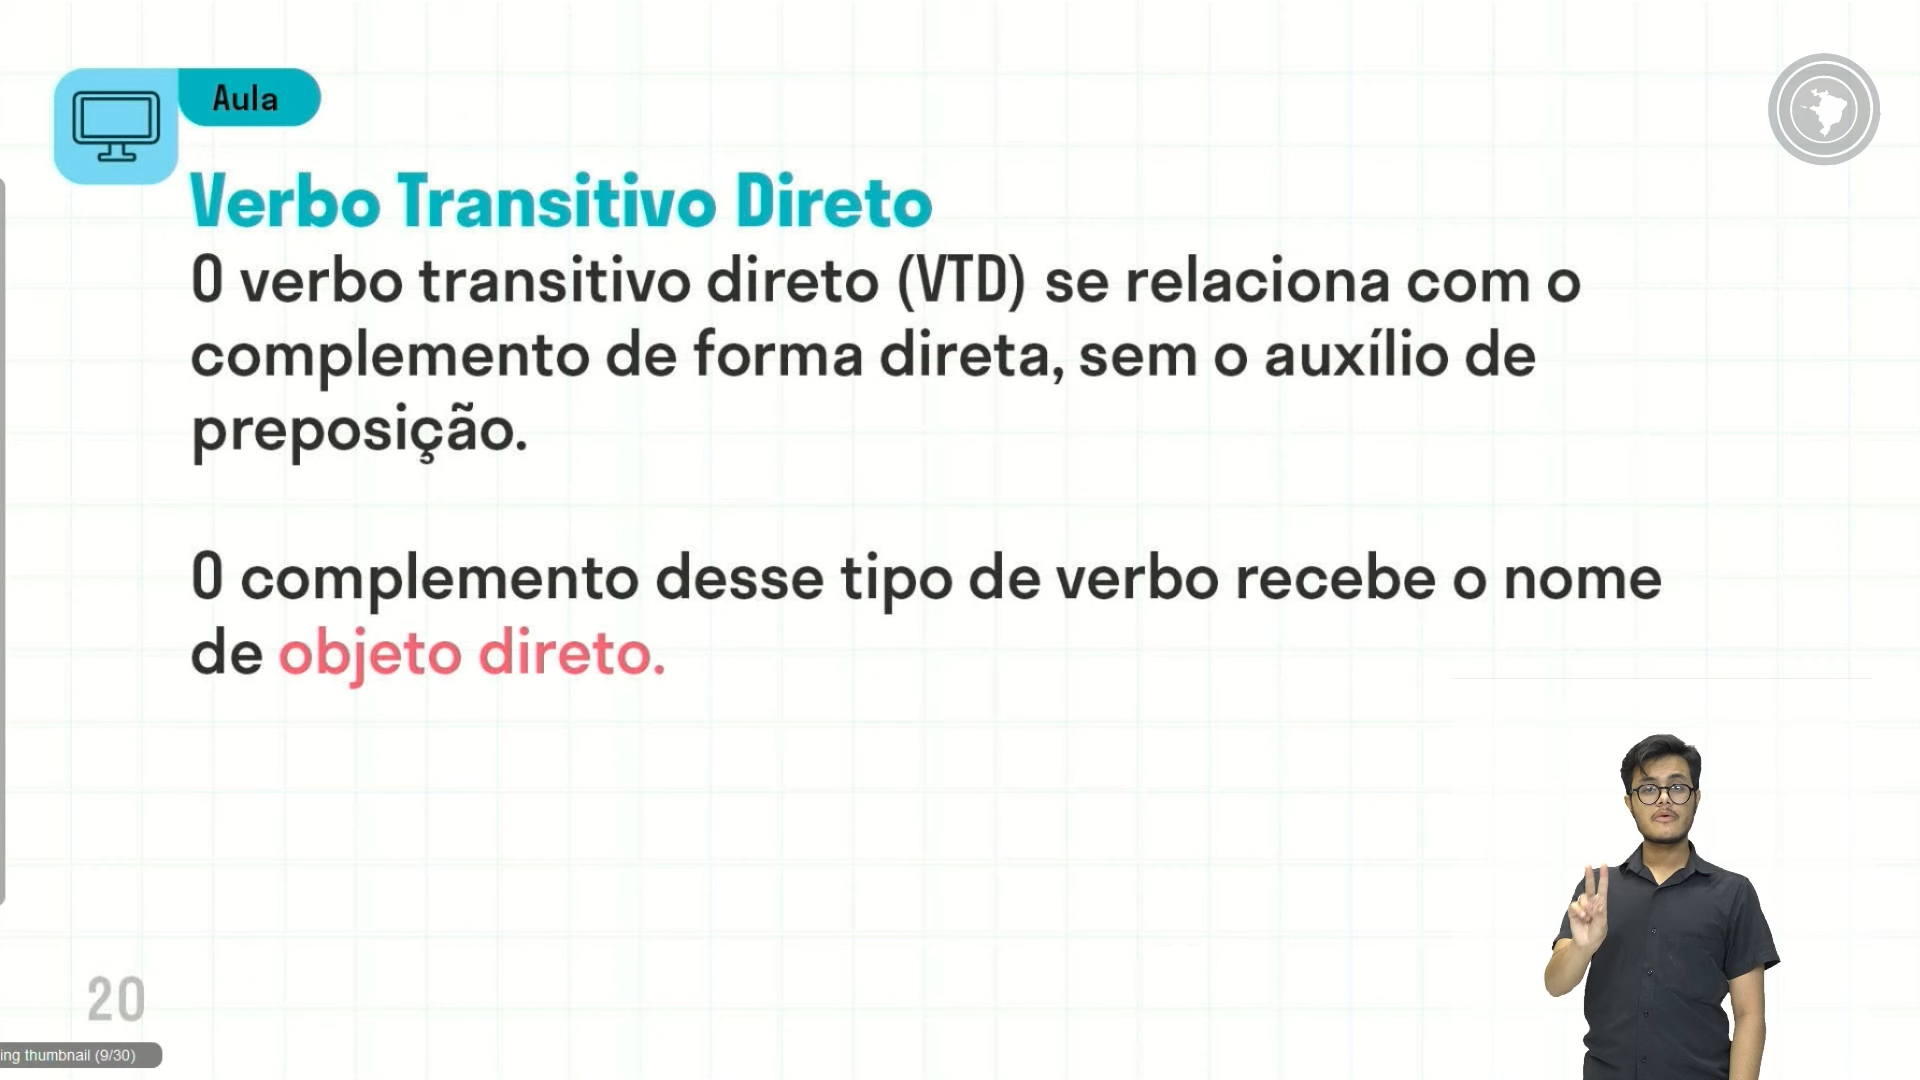 Aula
Verbo Transitivo Direto
O verbo transitivo direto (VTD) se relaciona com o
complemento de forma direta, sem o auxílio de
preposição.
O complemento desse tipo de verbo recebe o nome
de objeto direto.
20
ing thumbnail (9/30)